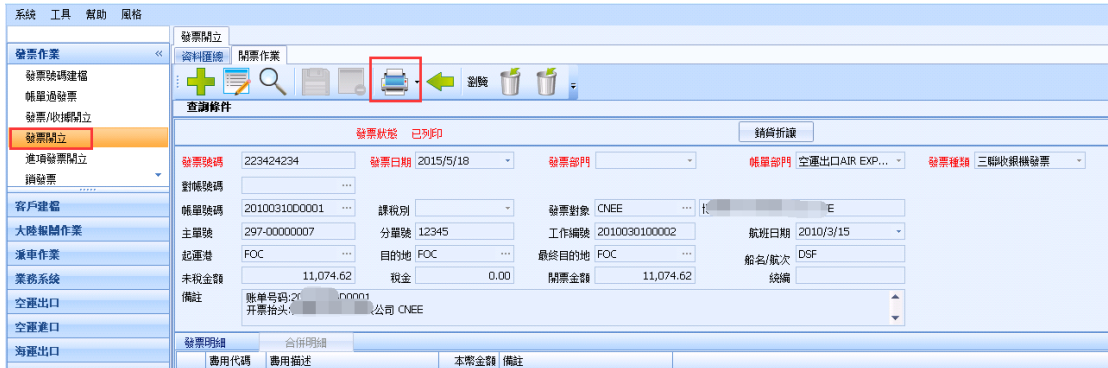 系統 工具 幫助 風格
發票開立
發票作業 «
資料匯總 開票作業
發票號碼建檔
帳單過發票
發票/收據開立
發票開立
進項發票開立
銷發票
瀏覽
查詢條件
發票狀態 已列印 銷貨折讓
發票號碼 223424234 發票日期 2015/5/18 發票部門 帳單部門 空運出口AIR EXP... 發票種類 三聯收銀機發票
對帳號碼
帳單號碼 20100310D0001 課稅別 發票對象 CNEE E
主單號 297-00000007 分單號 12345 工作編號 2010030100002 航班日期 2010/3/15
起運港 FOC 目的地 FOC 最終目的地 FOC 船名/航次 DSF
未稅金額 11,074.62 稅金 0.00 開票金額 11,074.62 統編
備註 账单号码:20 D0001
开票抬头: 公司 CNEE
客戶建檔
大陸報關作業
派車作業
業務系統
空運出口
空運進口
海運出口
發票明細 合併明細
費用代碼 費用描述 本幣金額 備註